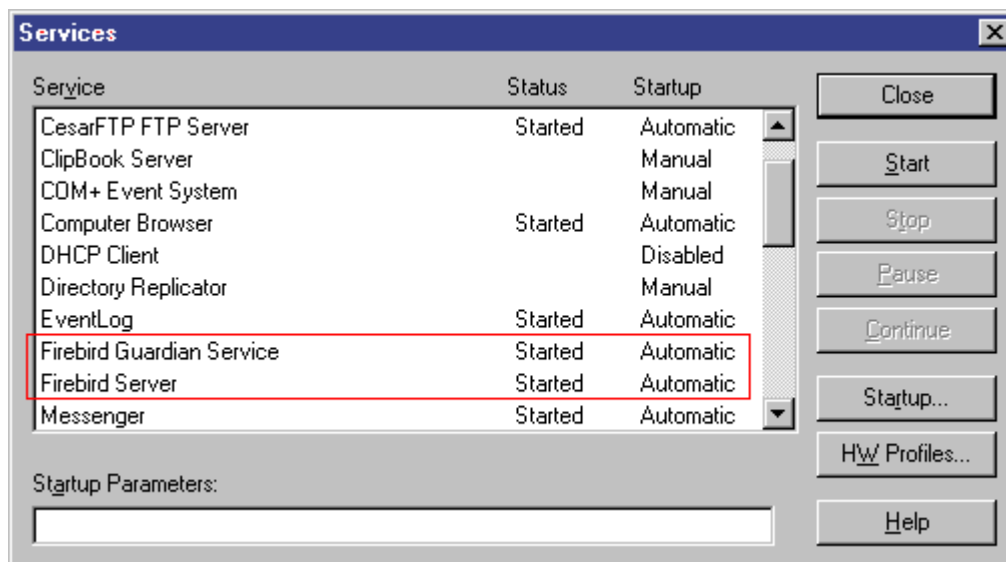 Services
Service Status Startup
CesarFTP FTP Server Started Automatic
ClipBook Server Manual
COM+ Event System Manual
Computer Browser Started Automatic
DHCP Client Disabled
Directory Replicator Manual
EventLog Started Automatic
Firebird Guardian Service Started Automatic
Firebird Server Started Automatic
Messenger Started Automatic
Startup Parameters:
Close
Start
Stop
Pause
Continue
Startup...
HW Profiles...
Help